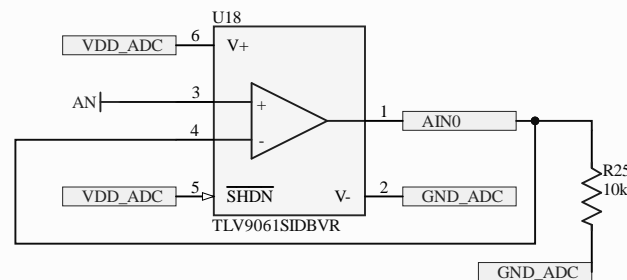 U18
VDD_ADC
6
V+
AN
3
+
1
AIN0
4
-
R25
10k
VDD_ADC
5
SHDN
V-
2
GND_ADC
TLV9061SIDBVR
GND_ADC